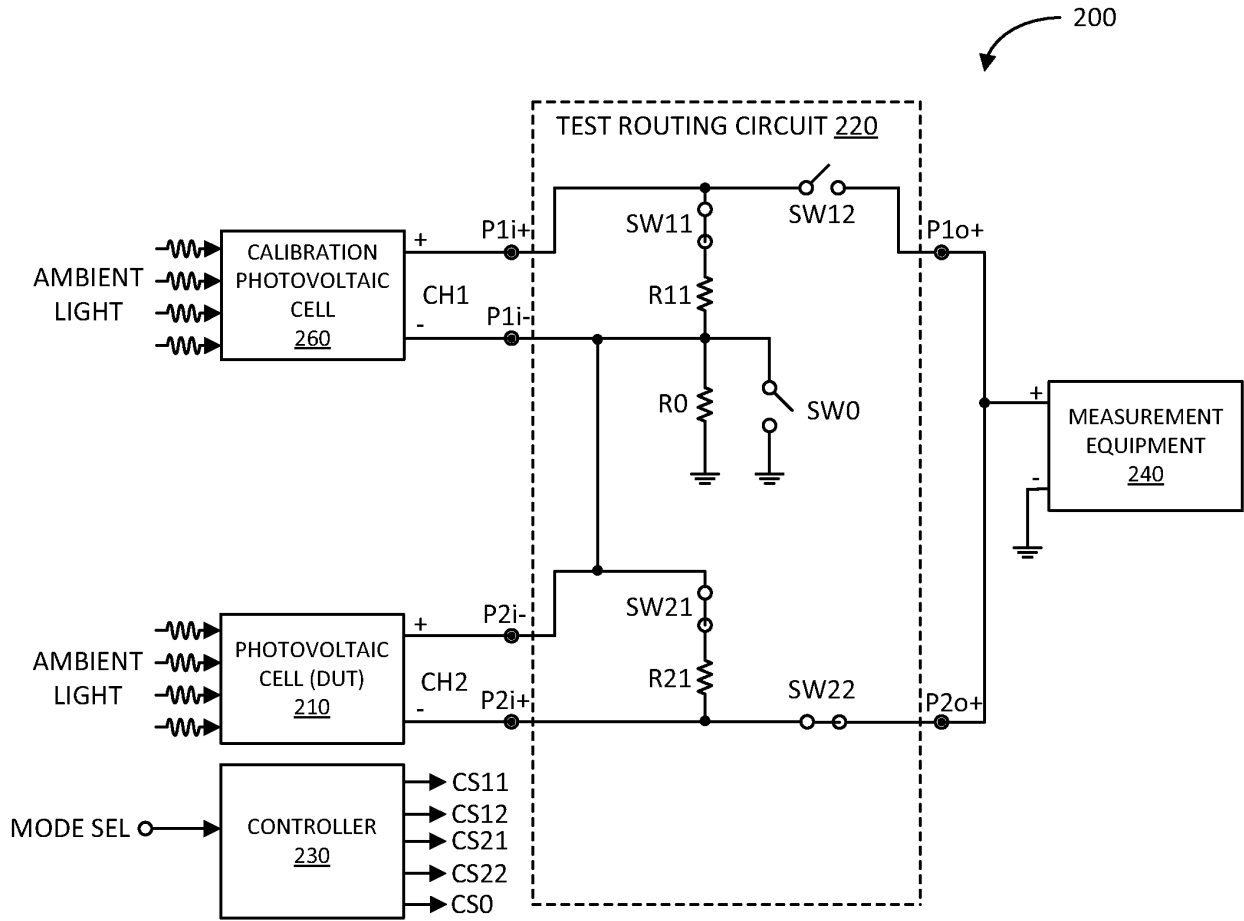 200
TEST ROUTING CIRCUIT 220
SW12
SW11
P1i+
P1o+
+
CALIBRATION
PHOTOVOLTAIC
CELL
260
AMBIENT
LIGHT
CH1
R11
-
P1i-
R0
SW0
+
MEASUREMENT
EQUIPMENT
240
-
SW21
P2i-
+
AMBIENT
LIGHT
PHOTOVOLTAIC
CELL (DUT)
210
CH2
R21
SW22
-
P2i+
P2o+
MODE SEL
CONTROLLER
230
CS11
CS12
CS21
CS22
CS0